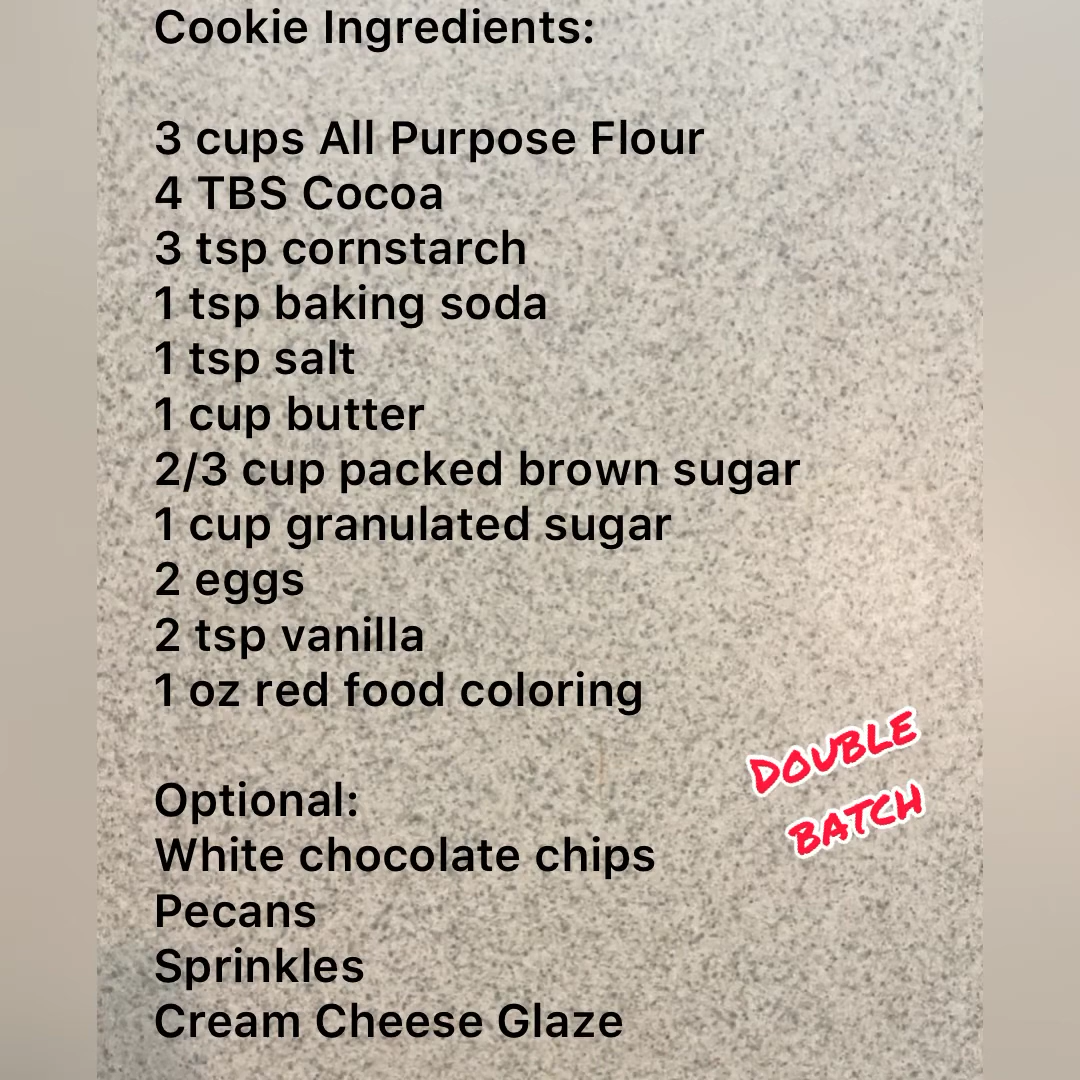 Cookie Ingredients:
3 cups All Purpose Flour
4 TBS Cocoa
3 tsp cornstarch
1 tsp baking soda
1 tsp salt
1 cup butter
2/3 cup packed brown sugar
1 cup granulated sugar
2 eggs
2 tsp vanilla
1 oz red food coloring
Optional:
White chocolate chips
Pecans
Sprinkles
Cream Cheese Glaze
DOUBLE
BATCH